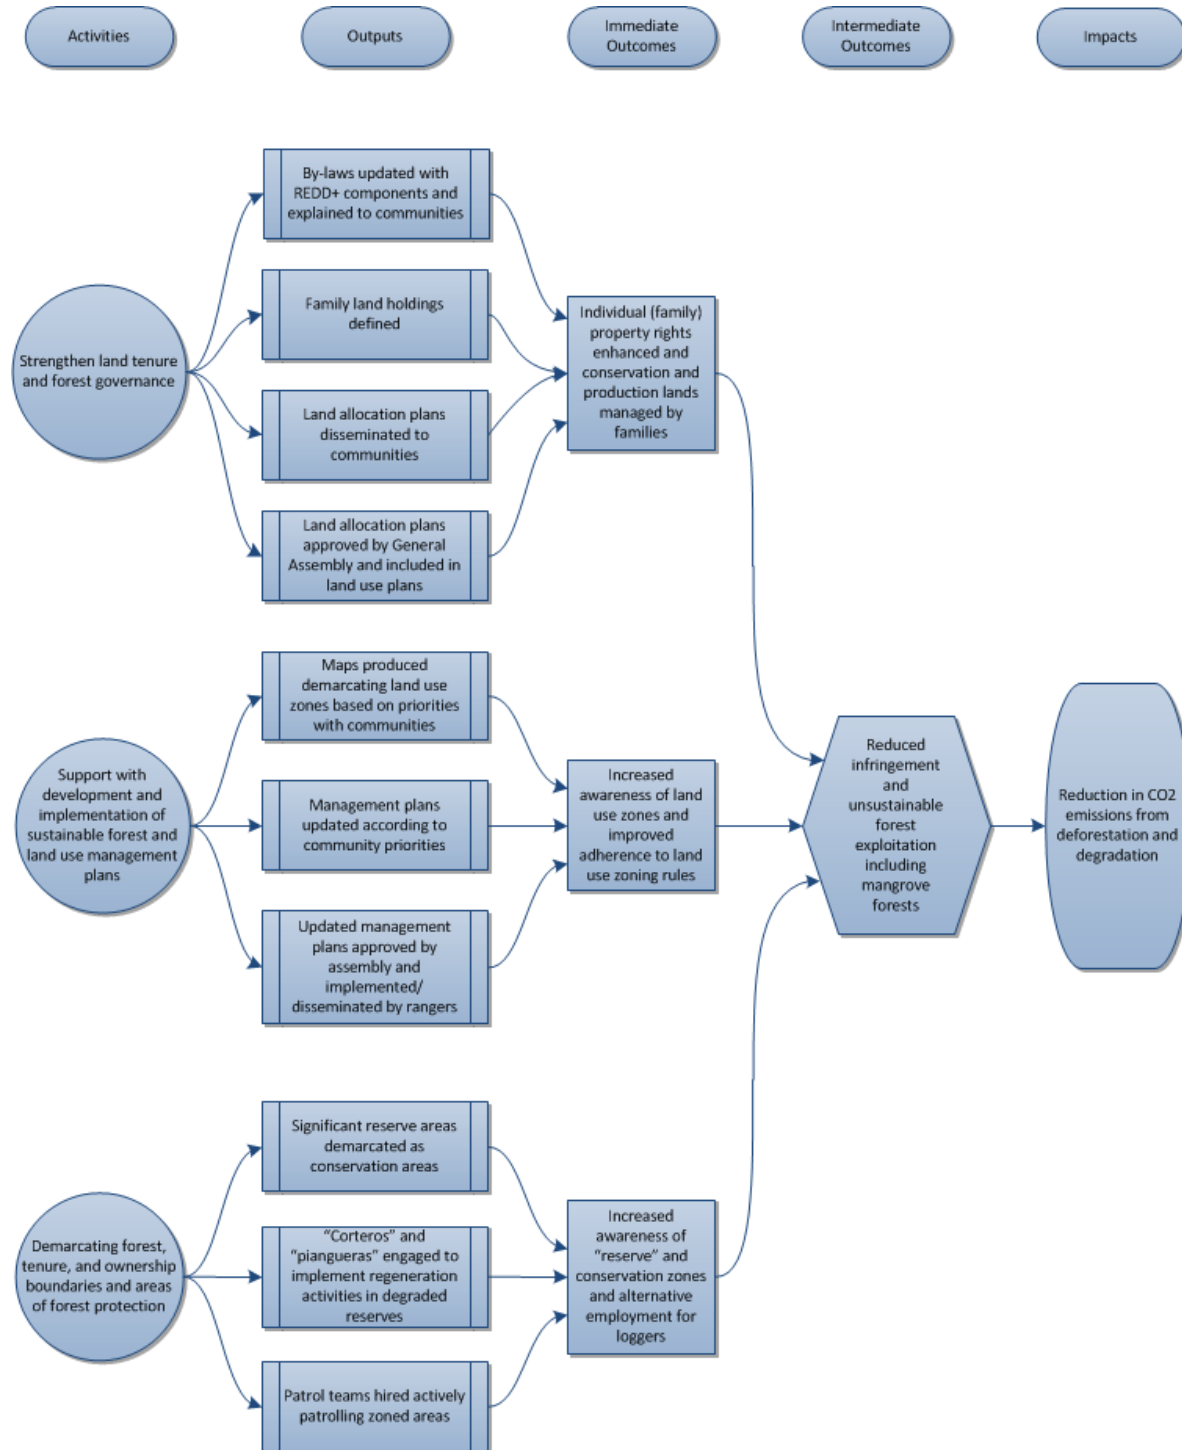 Activities
Outputs
Immediate
Outcomes
Intermediate
Outcomes
Impacts
By-laws updated with
REDD+ components and
explained to communities
Family land holdings
defined
Strengthen land tenure
and forest governance
Land allocation plans
disseminated to
communities
Land allocation plans
approved by General
Assembly and included in
land use plans
Individual (family)
property rights
enhanced and
conservation and
production lands
managed by
families
Maps produced
demarcating land use
zones based on priorities
with communities
Support with
development and
implementation of
sustainable forest and
land use management
plans
Management plans
updated according to
community priorities
Updated management
plans approved by
assembly and
implemented/
disseminated by rangers
Increased
awareness of land
use zones and
improved
adherence to land
use zoning rules
Reduced
infringement
and
unsustainable
forest
exploitation
including
mangrove
forests
Reduction in CO2
emissions from
deforestation and
degradation
Significant reserve areas
demarcated as
conservation areas
Demarcating forest,
tenure, and ownership
boundaries and areas
of forest protection
“Corteros” and
“piangueras” engaged to
implement regeneration
activities in degraded
reserves
Patrol teams hired actively
patrolling zoned areas
Increased
awareness of
“reserve” and
conservation zones
and alternative
employment for
loggers